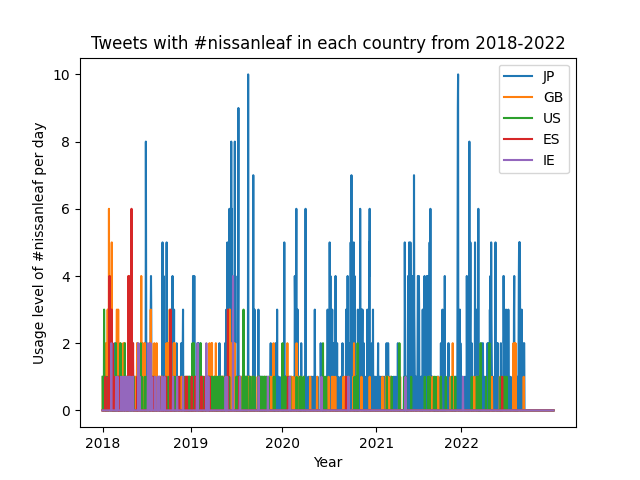 Tweets with #nissanleaf in each country from 2018-2022
Usage level of #nissanleaf per day
10
8
6
4
2
0
JP
GB
US
ES
IE
2018 2019 2020 2021 2022
Year